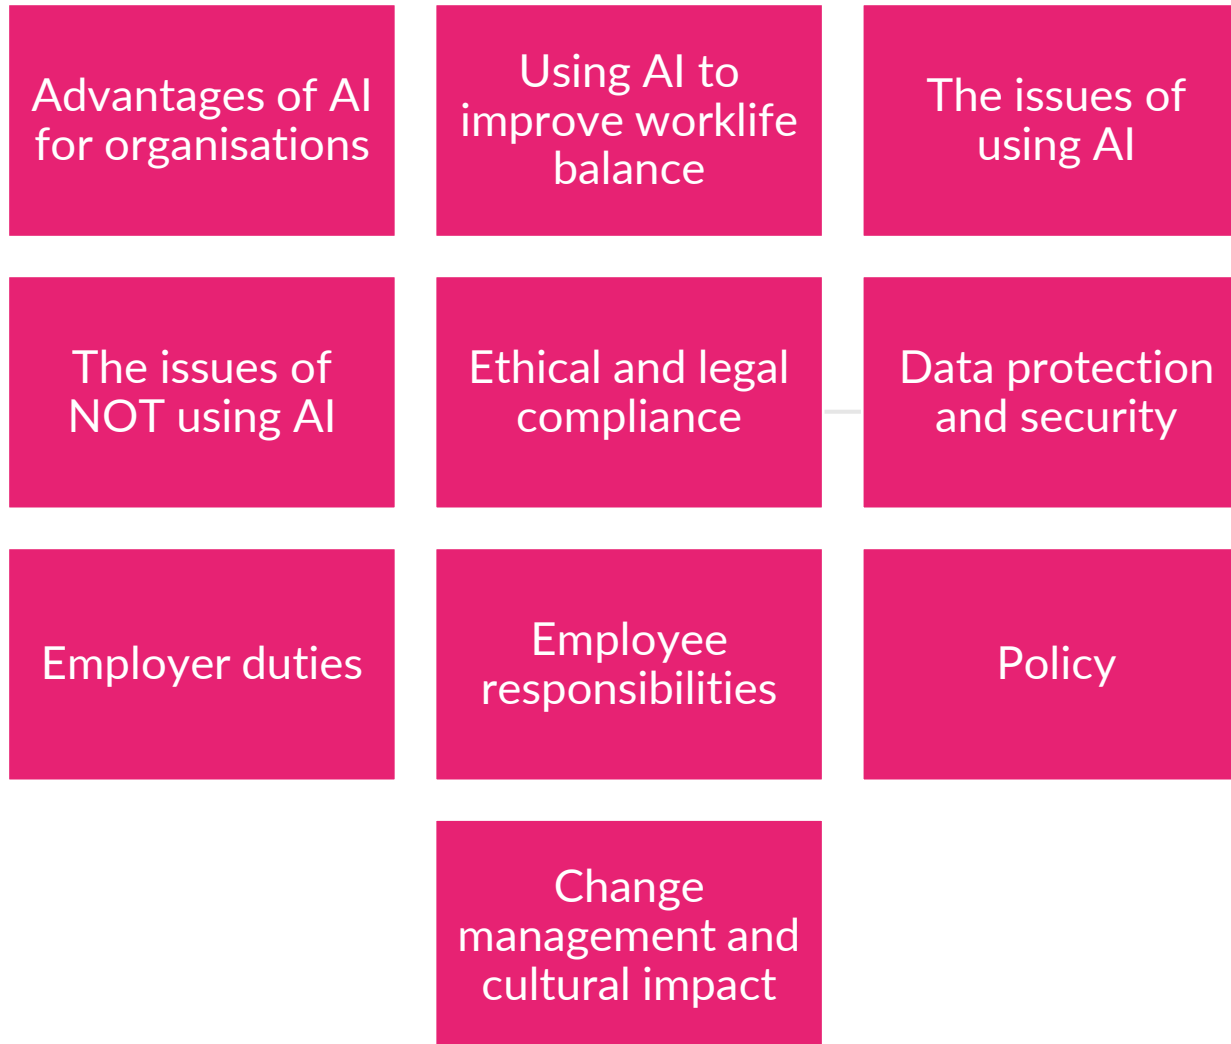 Advantages of AI
for organisations
Using AI to
improve worklife
balance
The issues of
using AI
The issues of
NOT using AI
Ethical and legal
compliance
Data protection
and security
Employer duties
Employee
responsibilities
Policy
Change
management and
cultural impact